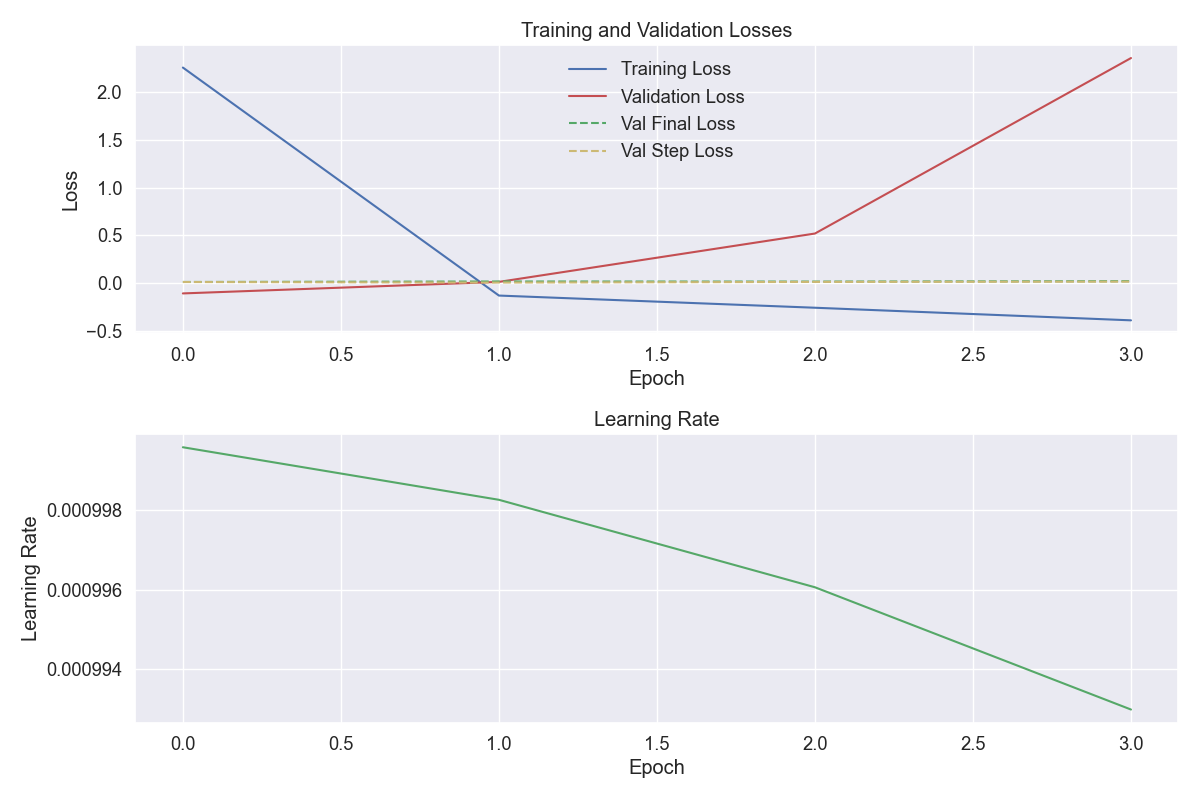 Training and Validation Losses
Training Loss
Validation Loss
Val Final Loss
Val Step Loss
2.0
1.5
1.0
0.5
0.0
−0.5
Loss
0.0 0.5 1.0 1.5 2.0 2.5 3.0
Epoch
Learning Rate
0.000998
0.000996
0.000994
Learning Rate
0.0 0.5 1.0 1.5 2.0 2.5 3.0
Epoch